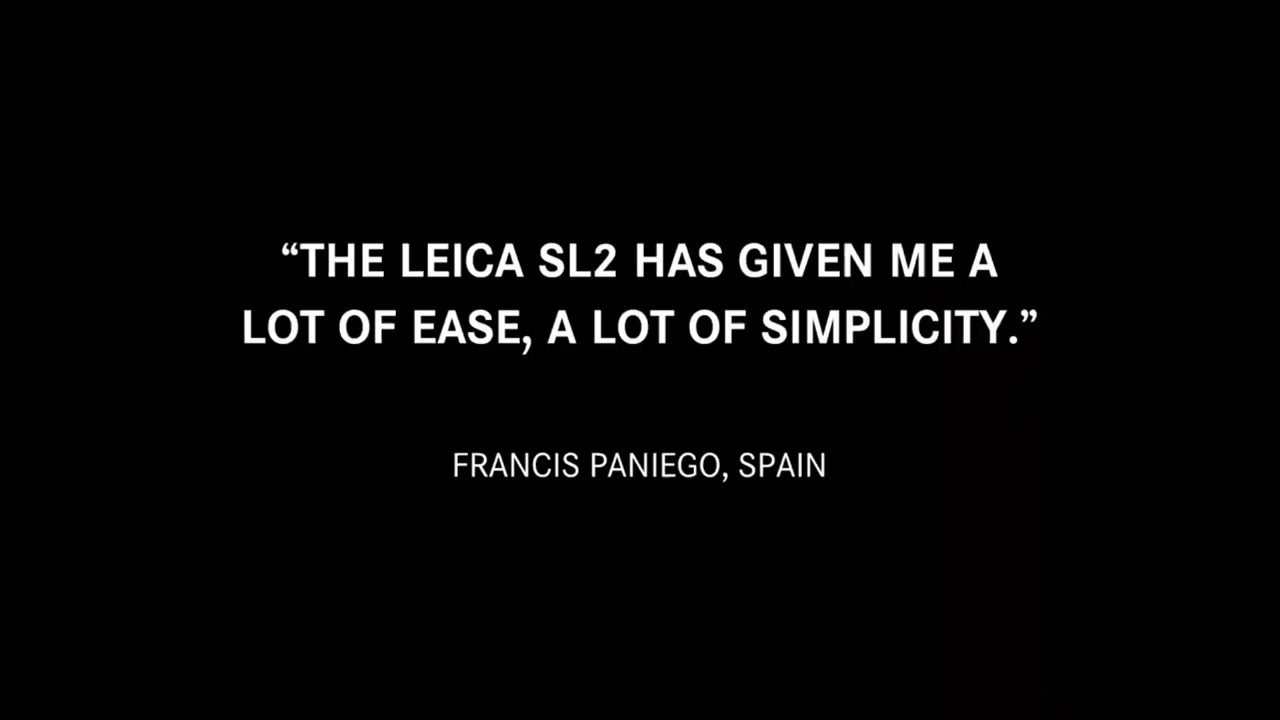 “THE LEICA SL2 HAS GIVEN ME A
LOT OF EASE, A LOT OF SIMPLICITY.”
FRANCIS PANIEGO, SPAIN